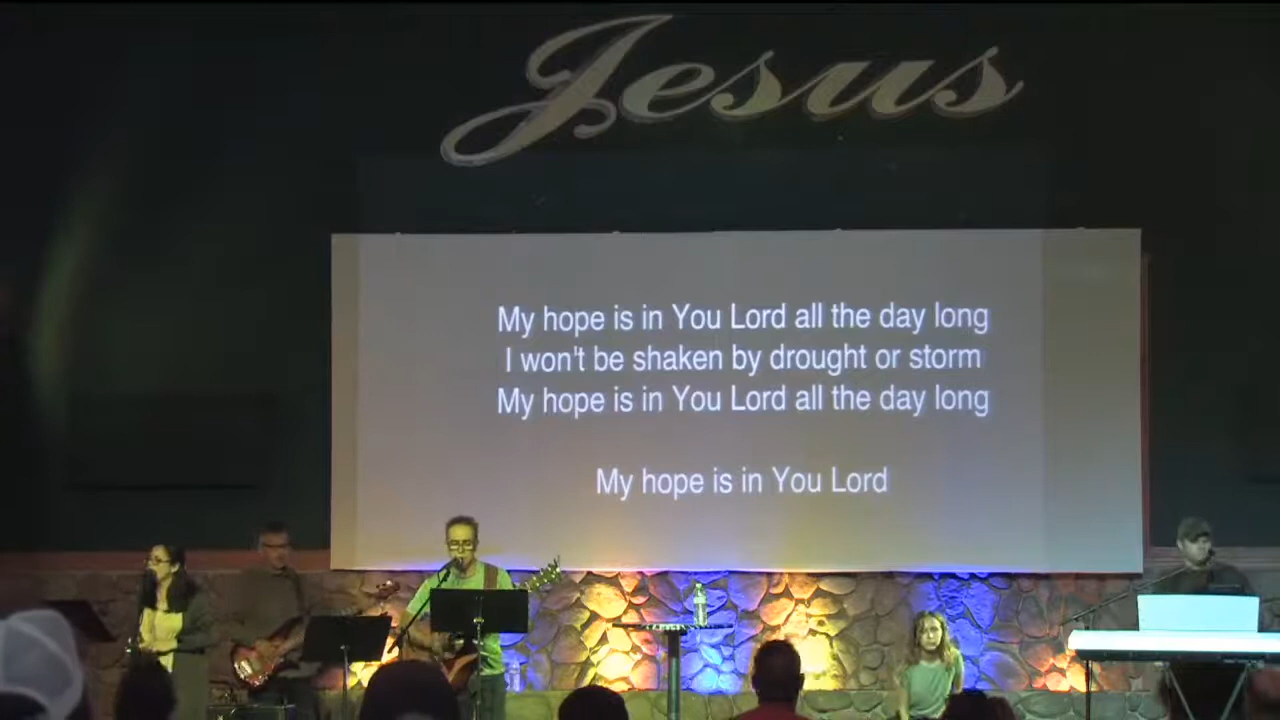 Jesus
My hope is in You Lord all the day long
I won't be shaken by drought or storm
My hope is in You Lord all the day long
My hope is in You Lord